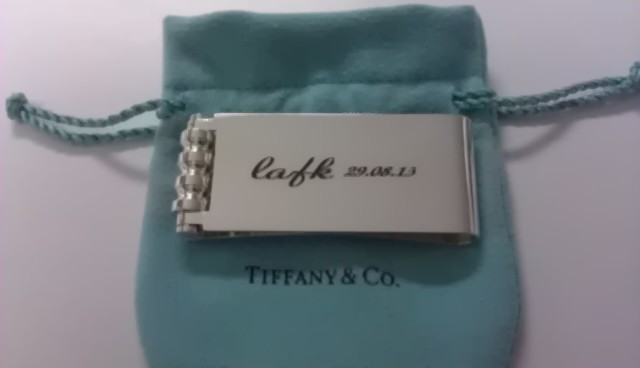 lafk 29.08.13
TIFFANY & CO.